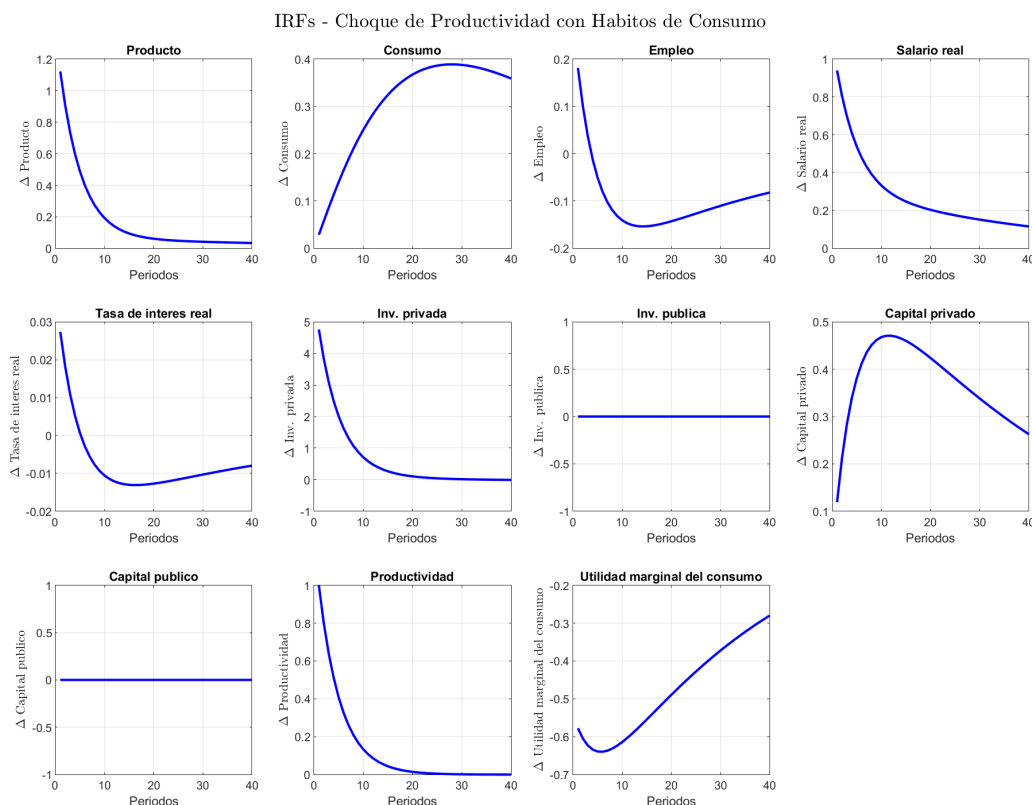 IRFs - Choque de Productividad con Habitos de Consumo
Producto
1.2
1
0.8
0.6
0.4
0.2
0
0 10 20 30 40
Δ Producto
Periodos
Consumo
0.4
0.3
0.2
0.1
0
0 10 20 30 40
Δ Consumo
Periodos
Empleo
0.2
0.1
0
-0.1
-0.2
0 10 20 30 40
Δ Empleo
Periodos
Salario real
1
0.8
0.6
0.4
0.2
0
0 10 20 30 40
Δ Salario real
Periodos
Tasa de interes real
0.03
0.02
0.01
0
-0.01
-0.02
0 10 20 30 40
Δ Tasa de interes real
Periodos
Inv. privada
5
4
3
2
1
0
-1
0 10 20 30 40
Δ Inv. privada
Periodos
Inv. publica
1
0.5
0
-0.5
-1
0 10 20 30 40
Δ Inv. publica
Periodos
Capital privado
0.5
0.4
0.3
0.2
0.1
0 10 20 30 40
Δ Capital privado
Periodos
Capital publico
1
0.5
0
-0.5
-1
0 10 20 30 40
Δ Capital publico
Periodos
Productividad
1
0.8
0.6
0.4
0.2
0
0 10 20 30 40
Δ Productividad
Periodos
Utilidad marginal del consumo
-0.2
-0.3
-0.4
-0.5
-0.6
-0.7
0 10 20 30 40
Δ Utilidad marginal del consumo
Periodos